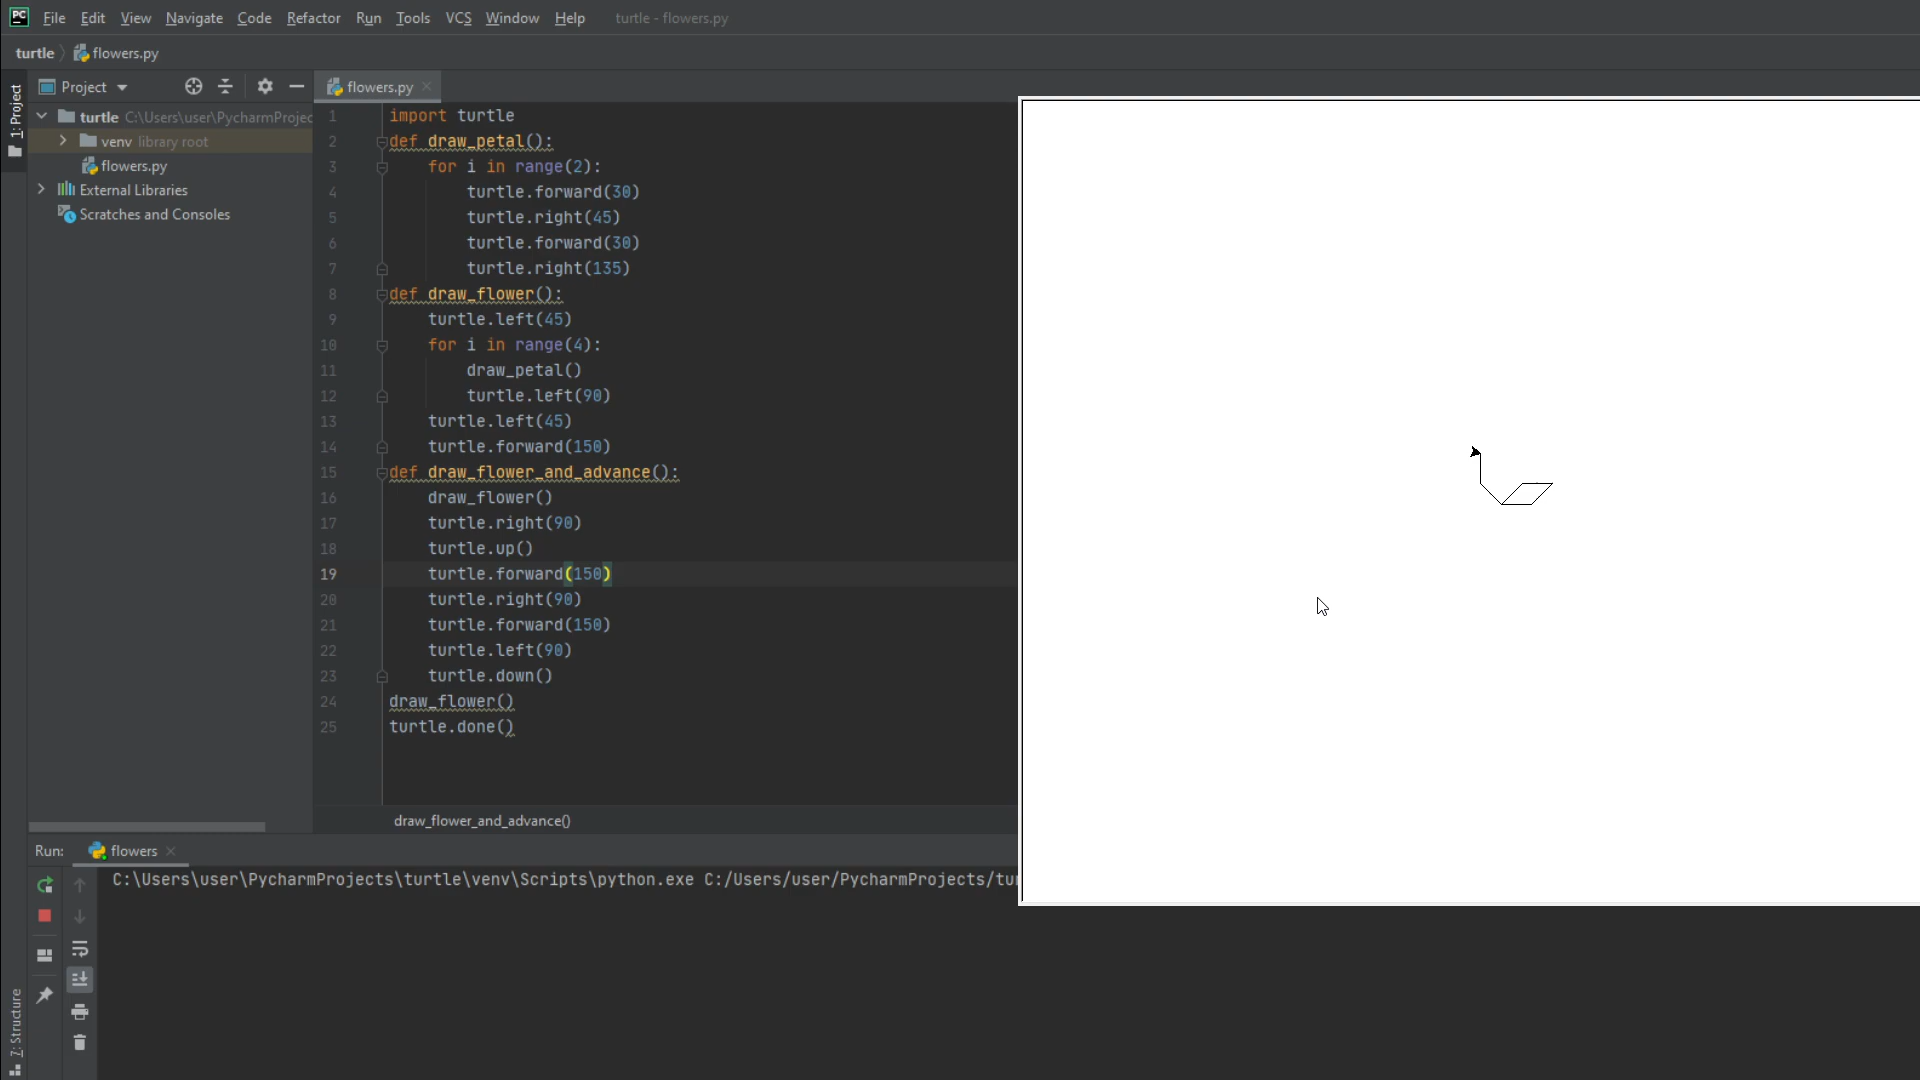 PC File Edit View Navigate Code Refactor Run Tools VCS Window Help turtle - flowers.py
turtle flowers.py
1: Project
Project
flowers.py
turtle C:\Users\user\PycharmProjec
venv library root
flowers.py
External Libraries
Scratches and Consoles
1 import turtle
2 def draw_petal():
3 for i in range(2):
4 turtle.forward(30)
5 turtle.right(45)
6 turtle.forward(30)
7 turtle.right(135)
8 def draw_flower():
9 turtle.left(45)
10 for i in range(4):
11 draw_petal()
12 turtle.left(90)
13 turtle.left(45)
14 turtle.forward(150)
15 def draw_flower_and_advance():
16 draw_flower()
17 turtle.right(90)
18 turtle.up()
19 turtle.forward(150)
20 turtle.right(90)
21 turtle.forward(150)
22 turtle.left(90)
23 turtle.down()
24 draw_flower()
25 turtle.done()
draw_flower_and_advance()
Run: flowers
C:\Users\user\PycharmProjects\turtle\venv\Scripts\python.exe C:/Users/user/PycharmProjects/tu
7: Structure